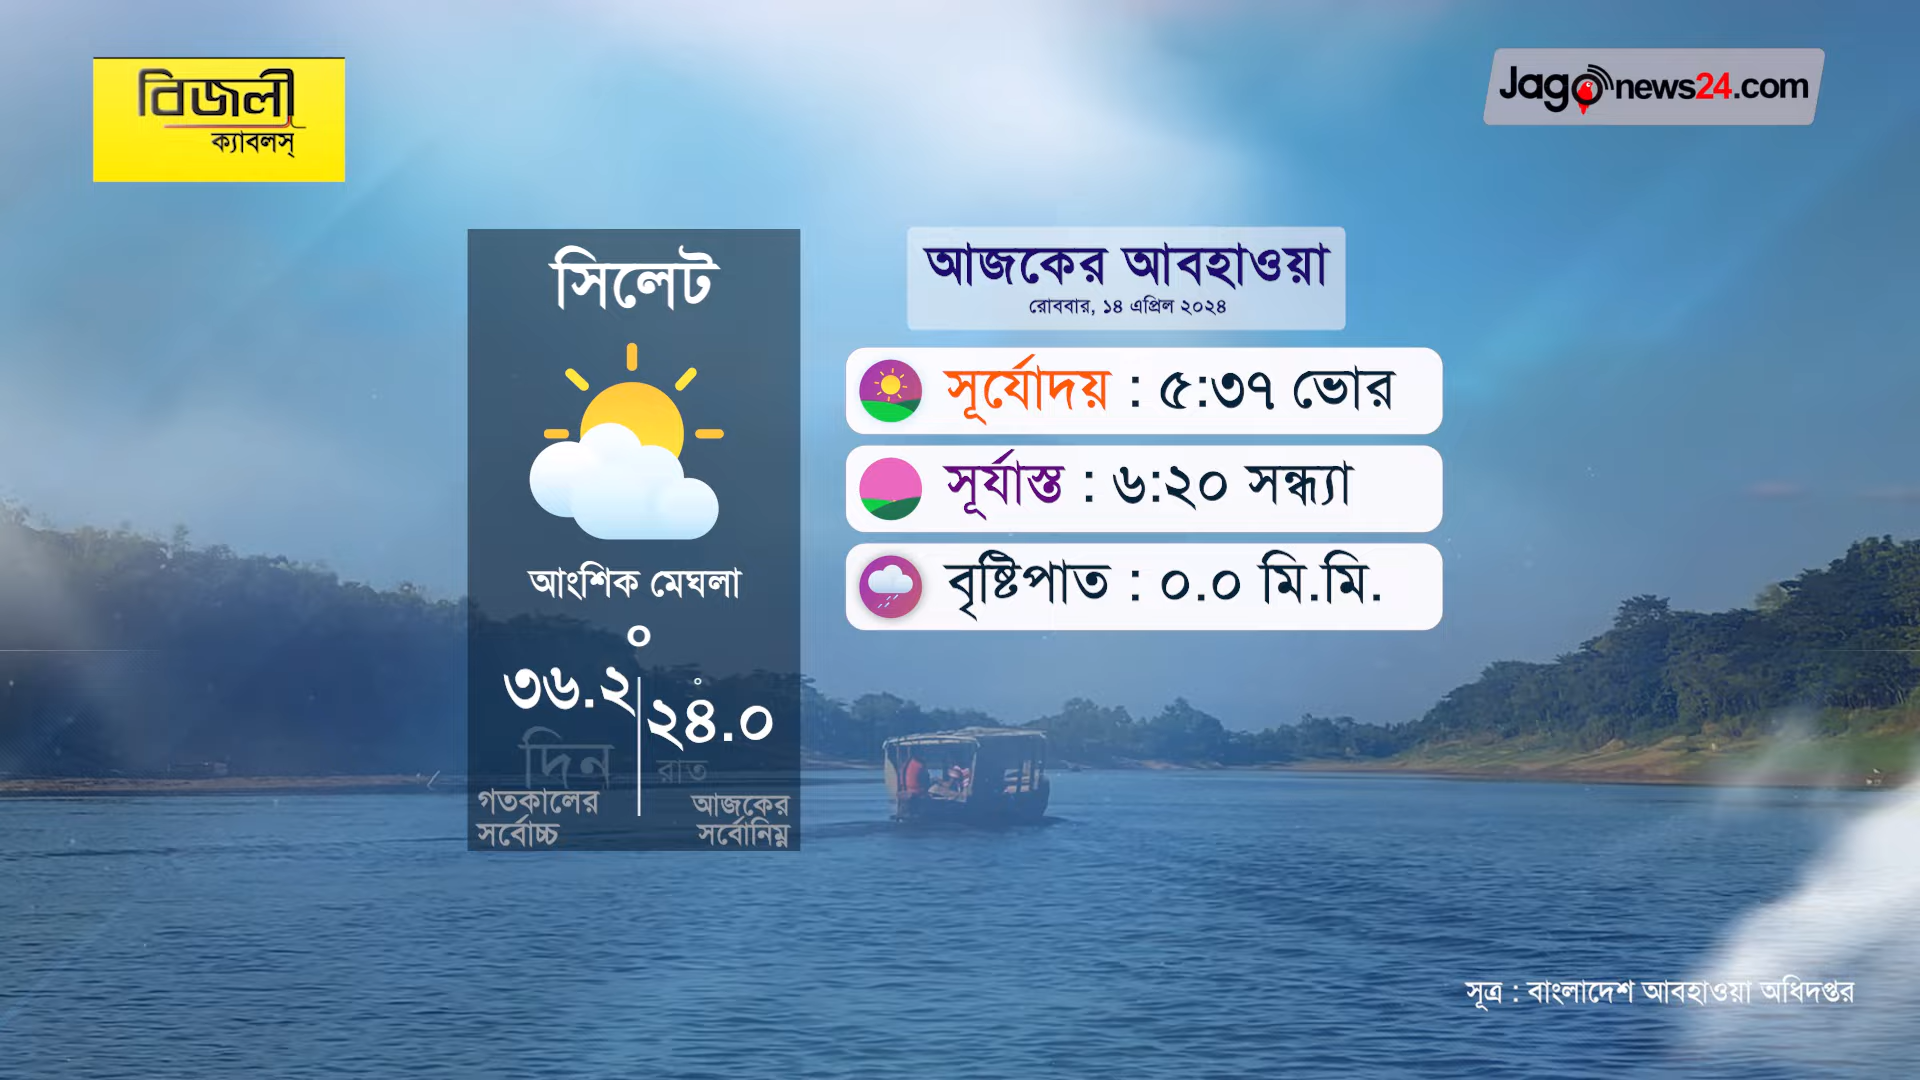 বিজলী
ক্যাবলস্
Jagonews24.com
সিলেট
আংশিক মেঘলা
৩৬.২°
২৪.০°
দিন
রাত
গতকালের
সর্বোচ্চ
আজকের
সর্বোনিম্ন
আজকের আবহাওয়া
রোববার, ১৪ এপ্রিল ২০২৪
সূর্যোদয় : ৫:৩৭ ভোর
সূর্যাস্ত : ৬:২০ সন্ধ্যা
বৃষ্টিপাত : ০.০ মি.মি.
সূত্র : বাংলাদেশ আবহাওয়া অধিদপ্তর